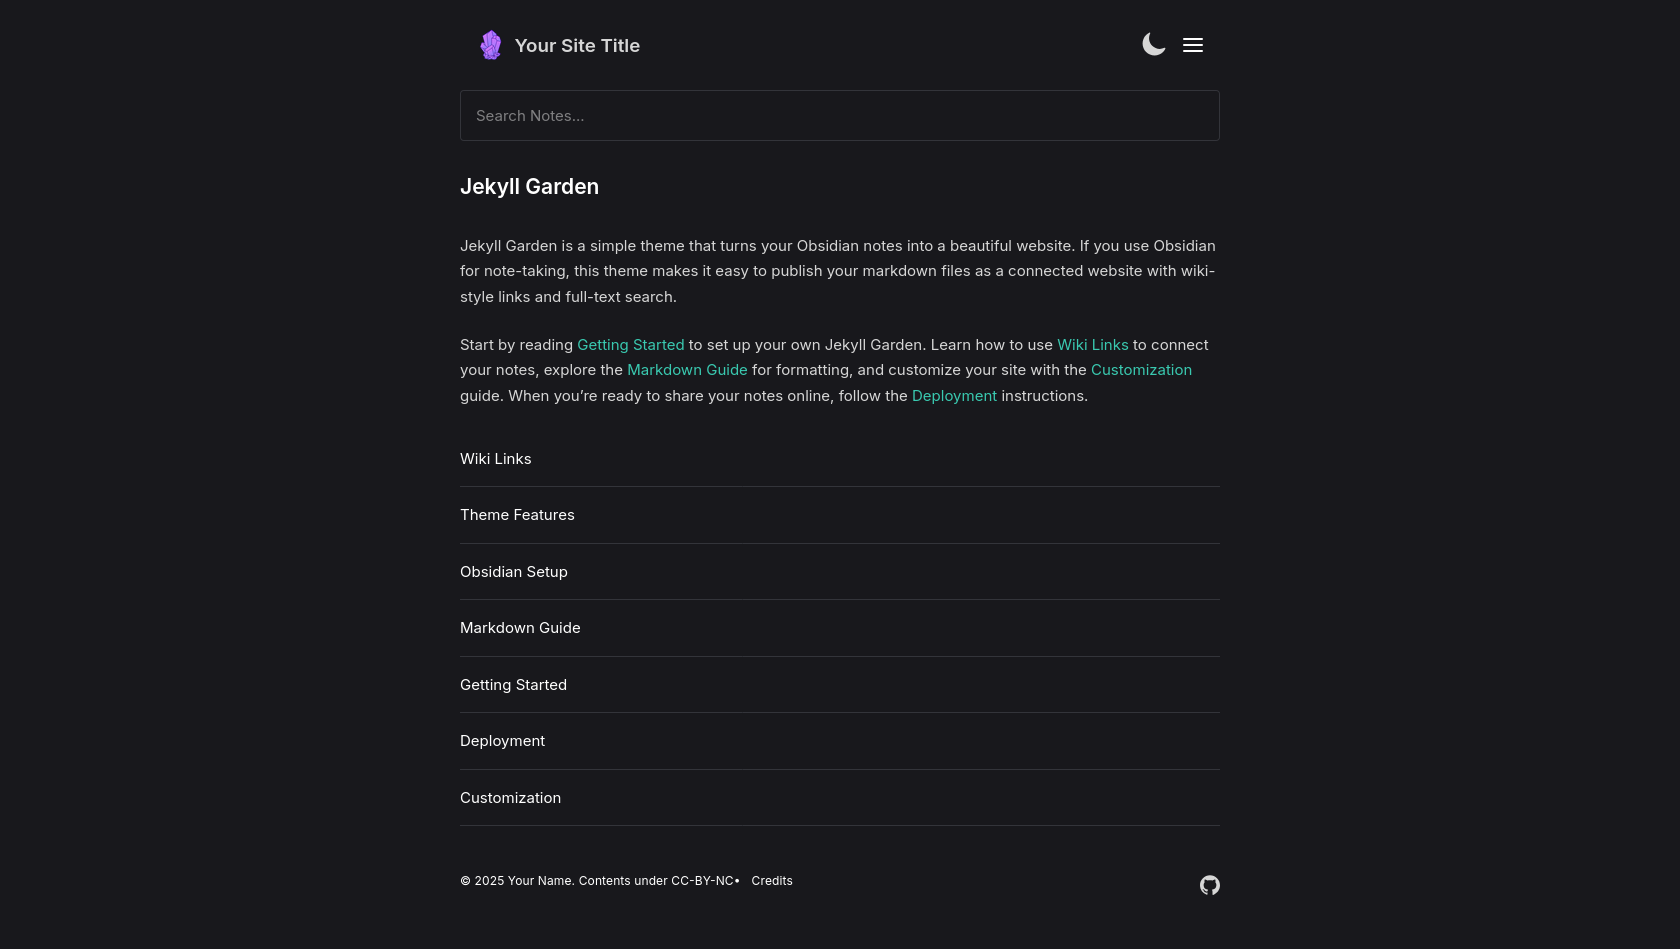 Your Site Title
Search Notes...
Jekyll Garden
Jekyll Garden is a simple theme that turns your Obsidian notes into a beautiful website. If you use Obsidian
for note-taking, this theme makes it easy to publish your markdown files as a connected website with wiki-
style links and full-text search.
Start by reading Getting Started to set up your own Jekyll Garden. Learn how to use Wiki Links to connect
your notes, explore the Markdown Guide for formatting, and customize your site with the Customization
guide. When you’re ready to share your notes online, follow the Deployment instructions.
Wiki Links
Theme Features
Obsidian Setup
Markdown Guide
Getting Started
Deployment
Customization
© 2025 Your Name. Contents under CC-BY-NC• Credits